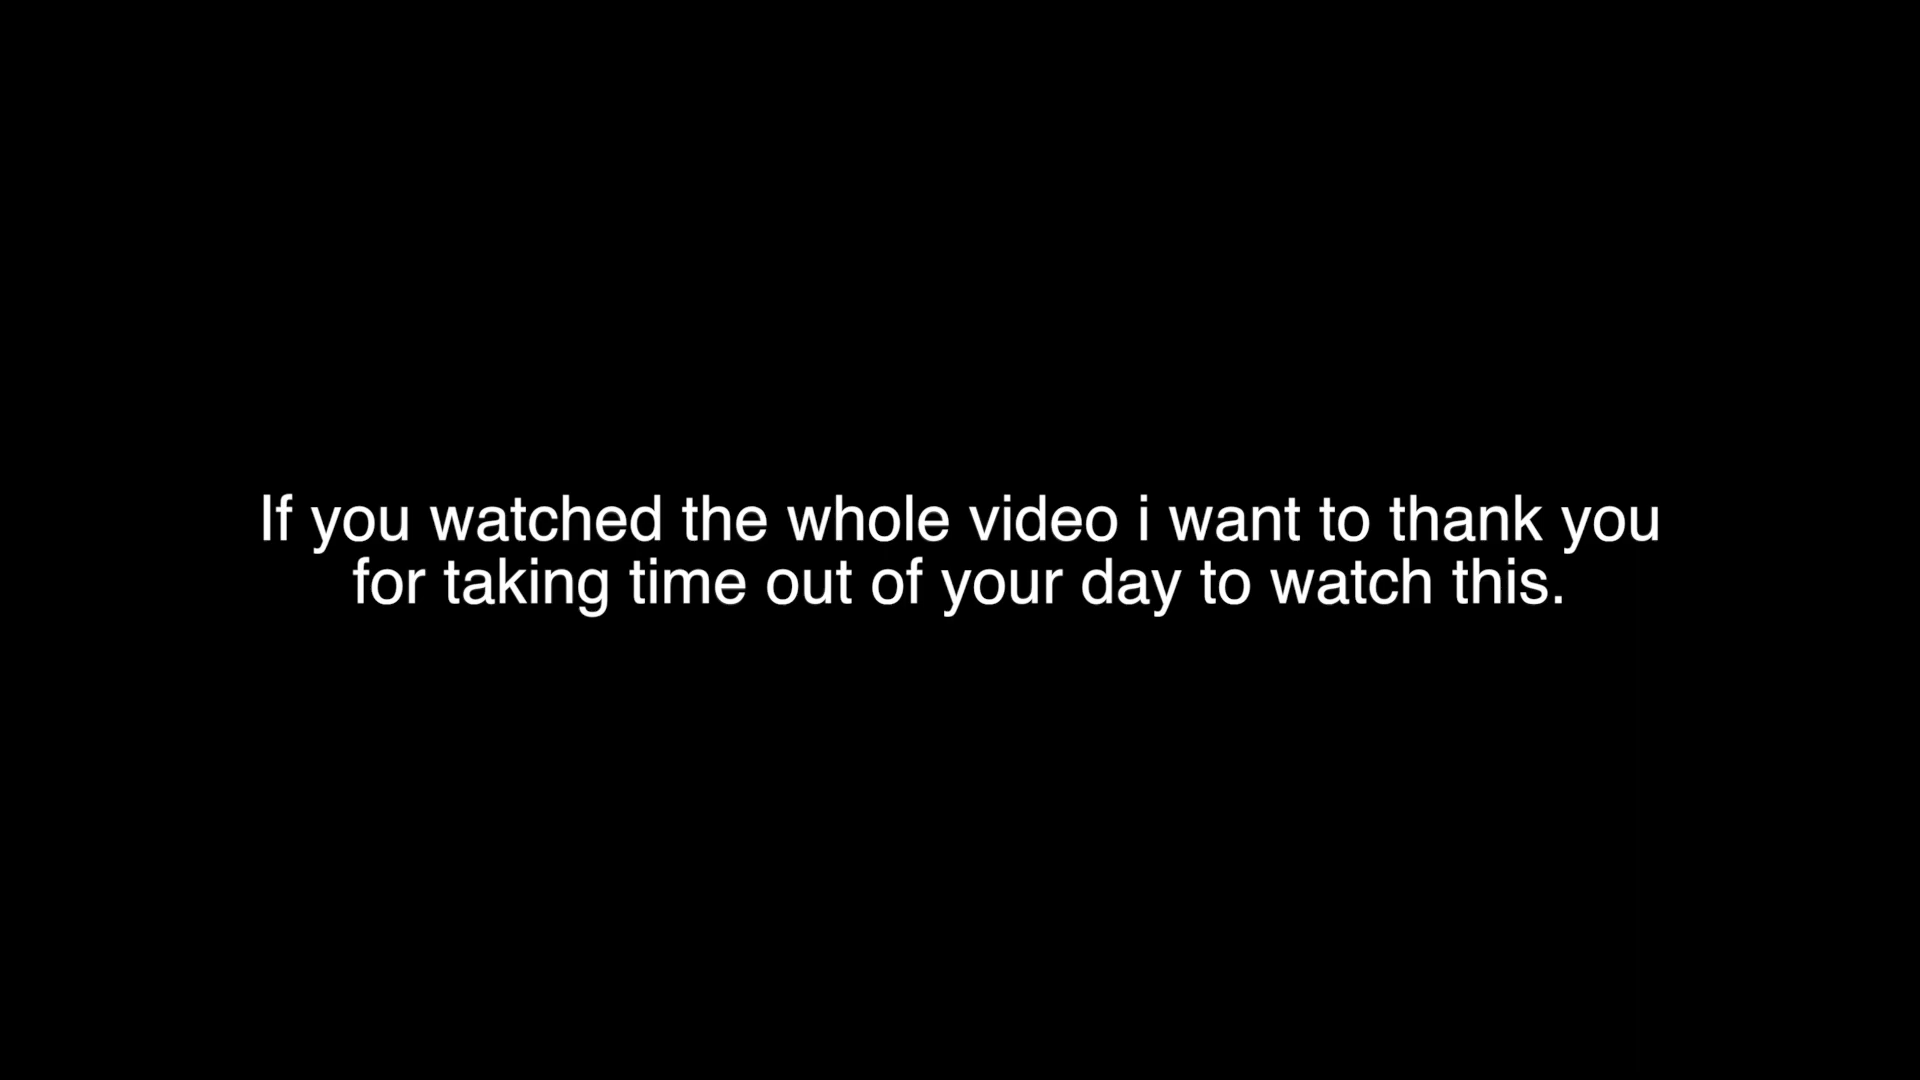 If you watched the whole video i want to thank you
for taking time out of your day to watch this.